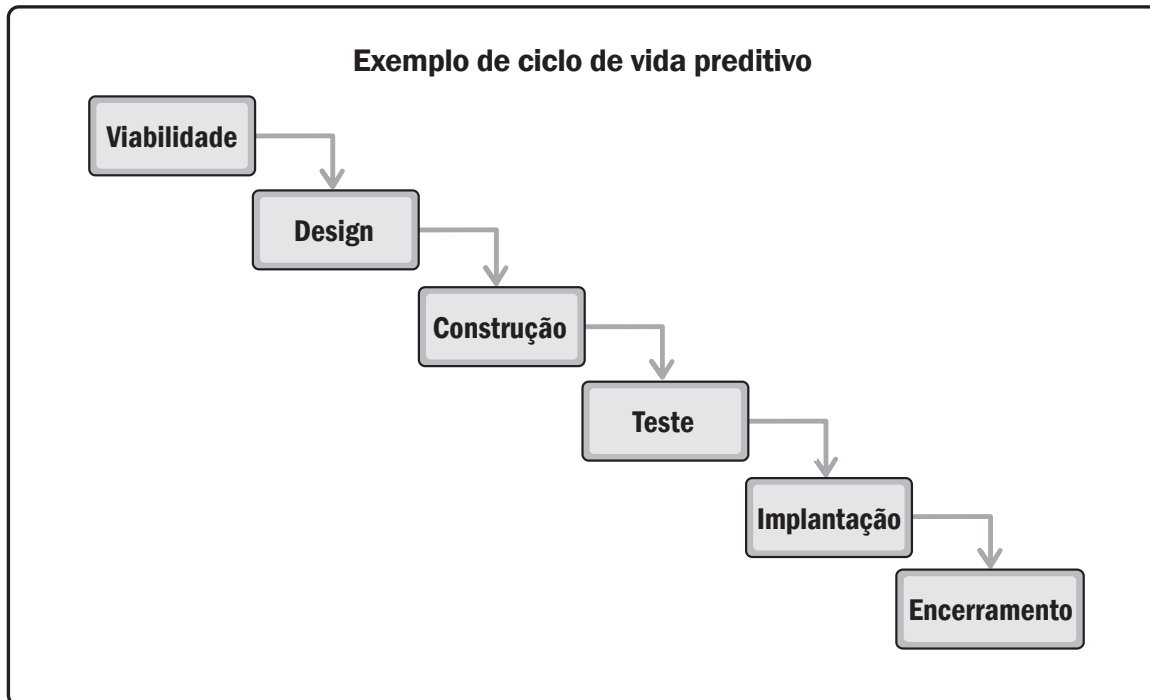 Exemplo de ciclo de vida preditivo
Viabilidade
Design
Construção
Teste
Implantação
Encerramento